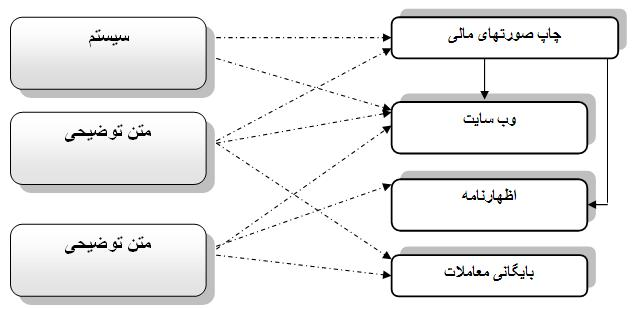 سیستم
چاپ صورتهای مالی
متن توضیحی
وب سایت
اظهارنامه
متن توضیحی
بایگانی معاملات